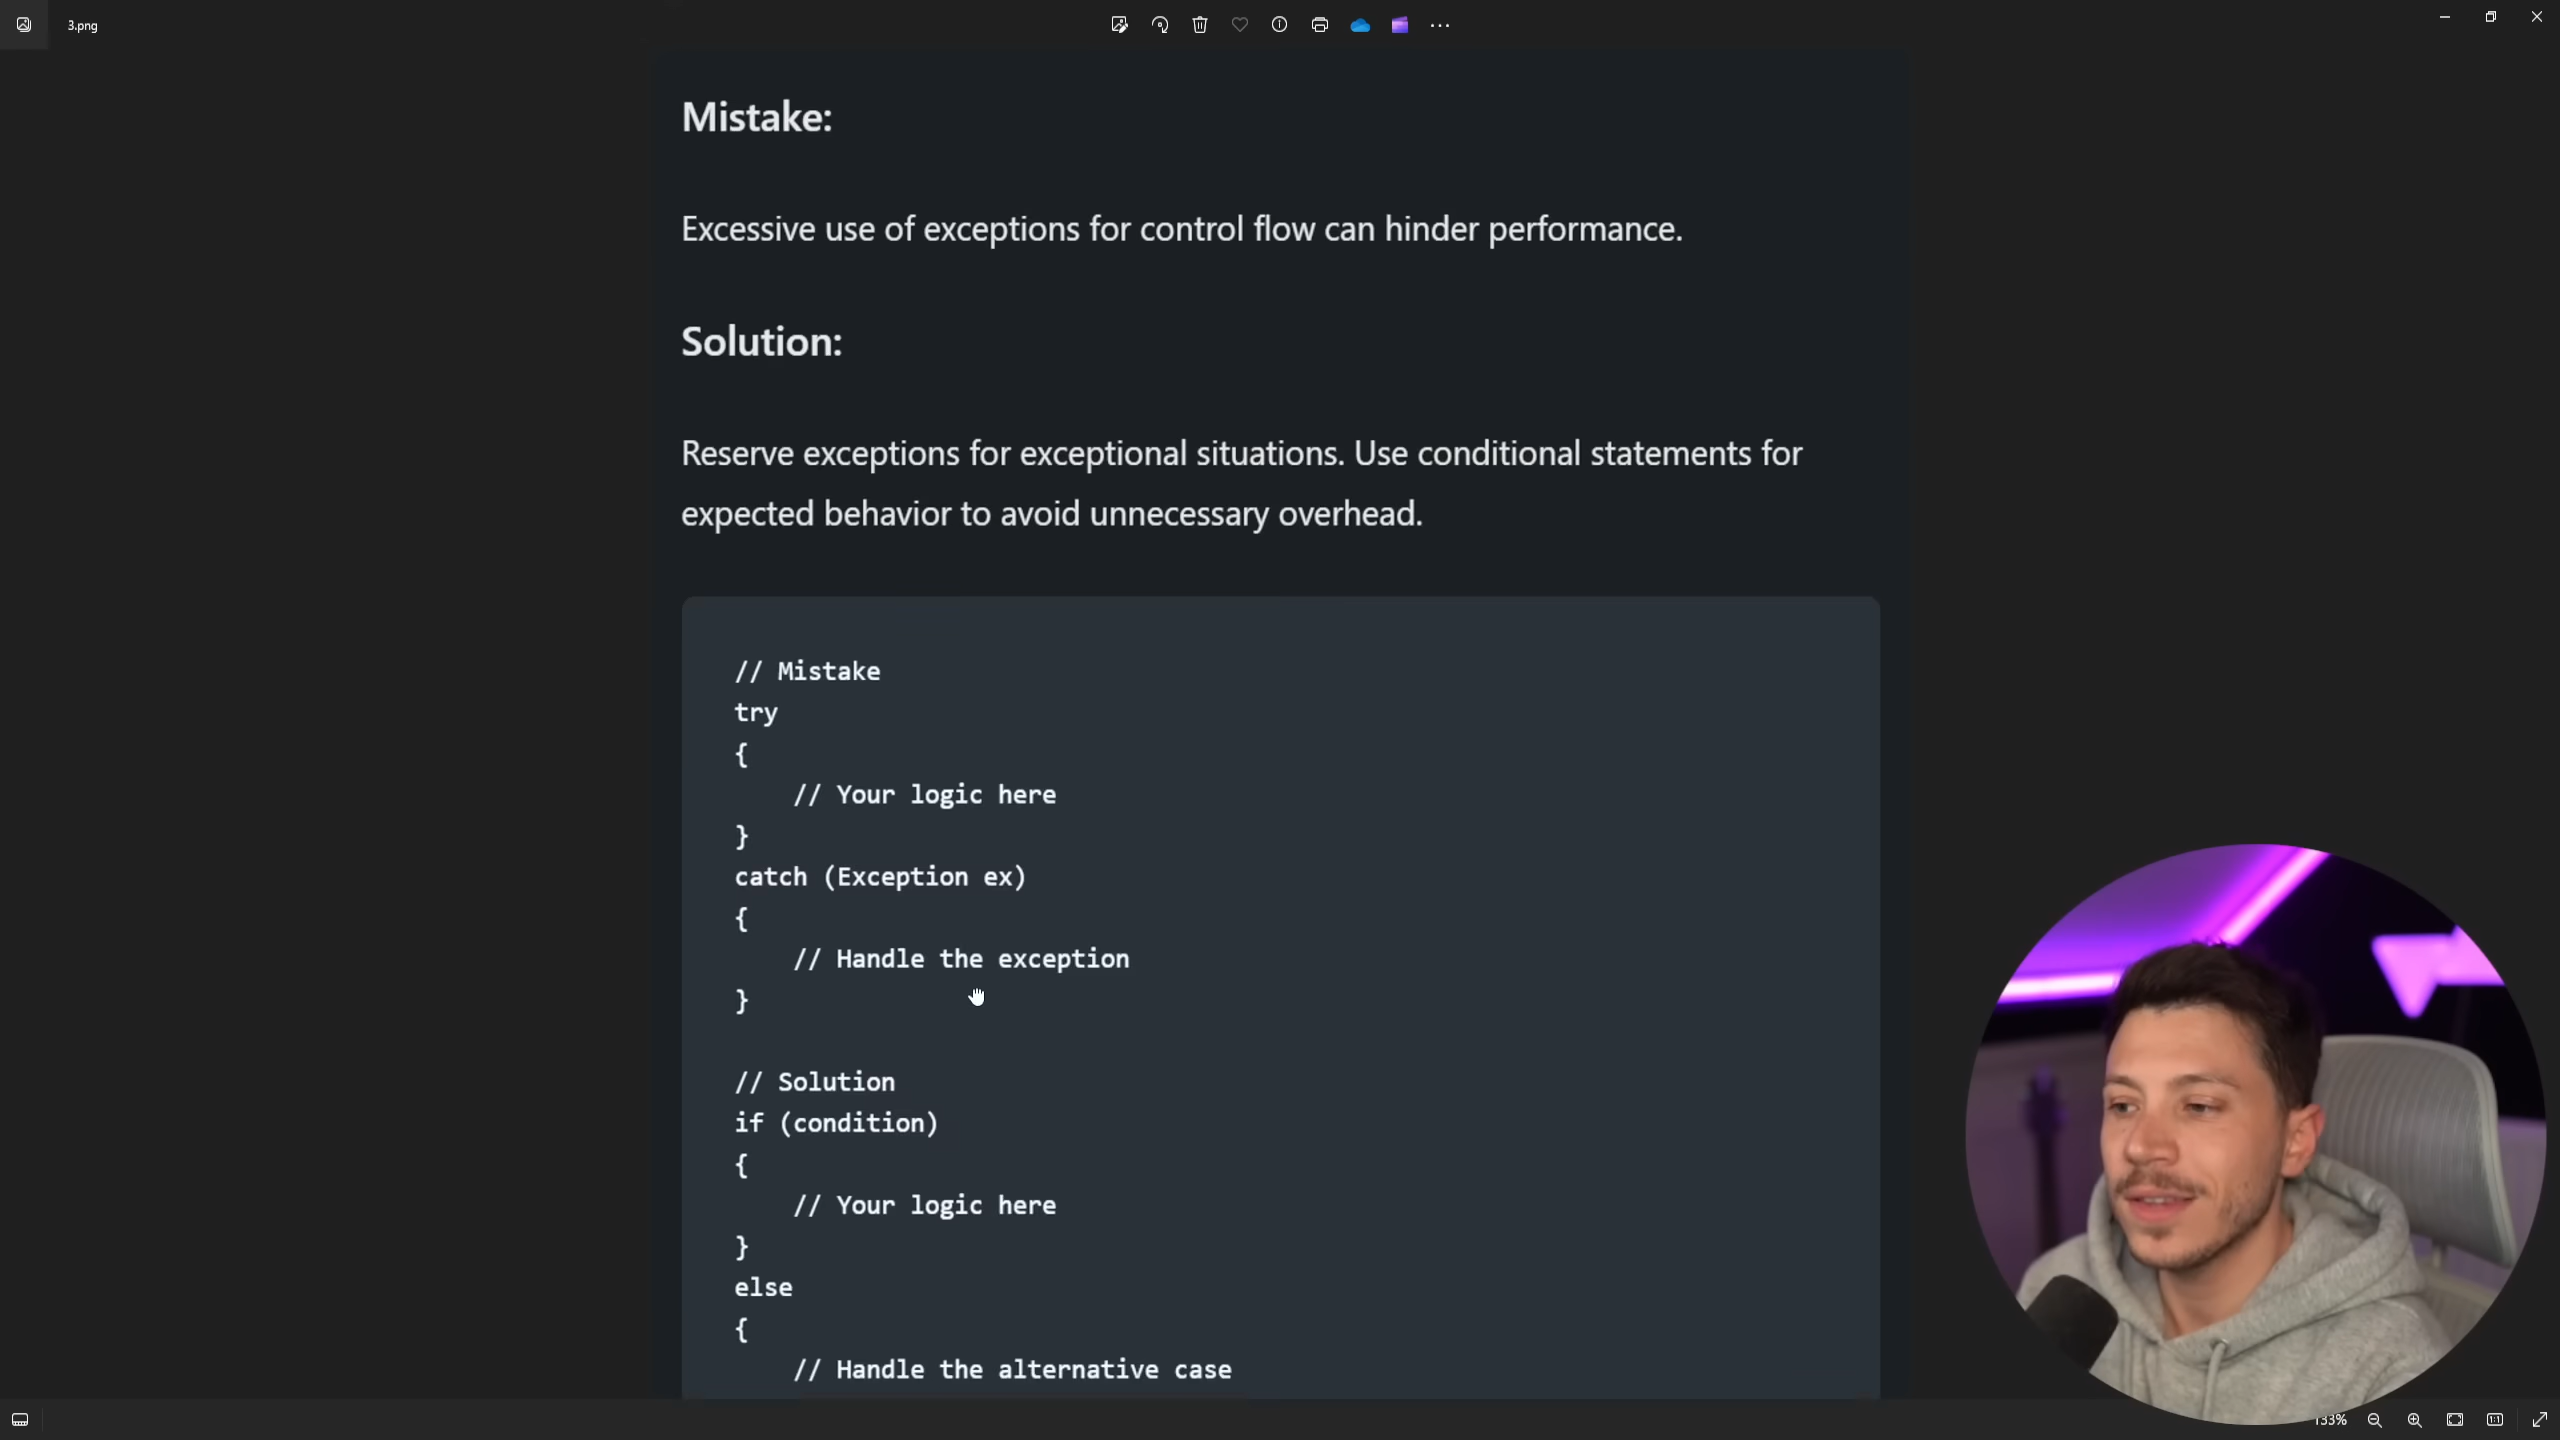 3.png
Mistake:
Excessive use of exceptions for control flow can hinder performance.
Solution:
Reserve exceptions for exceptional situations. Use conditional statements for
expected behavior to avoid unnecessary overhead.
// Mistake
try
{
    // Your logic here
}
catch (Exception ex)
{
    // Handle the exception
}
// Solution
if (condition)
{
    // Your logic here
}
else
{
    // Handle the alternative case
133%